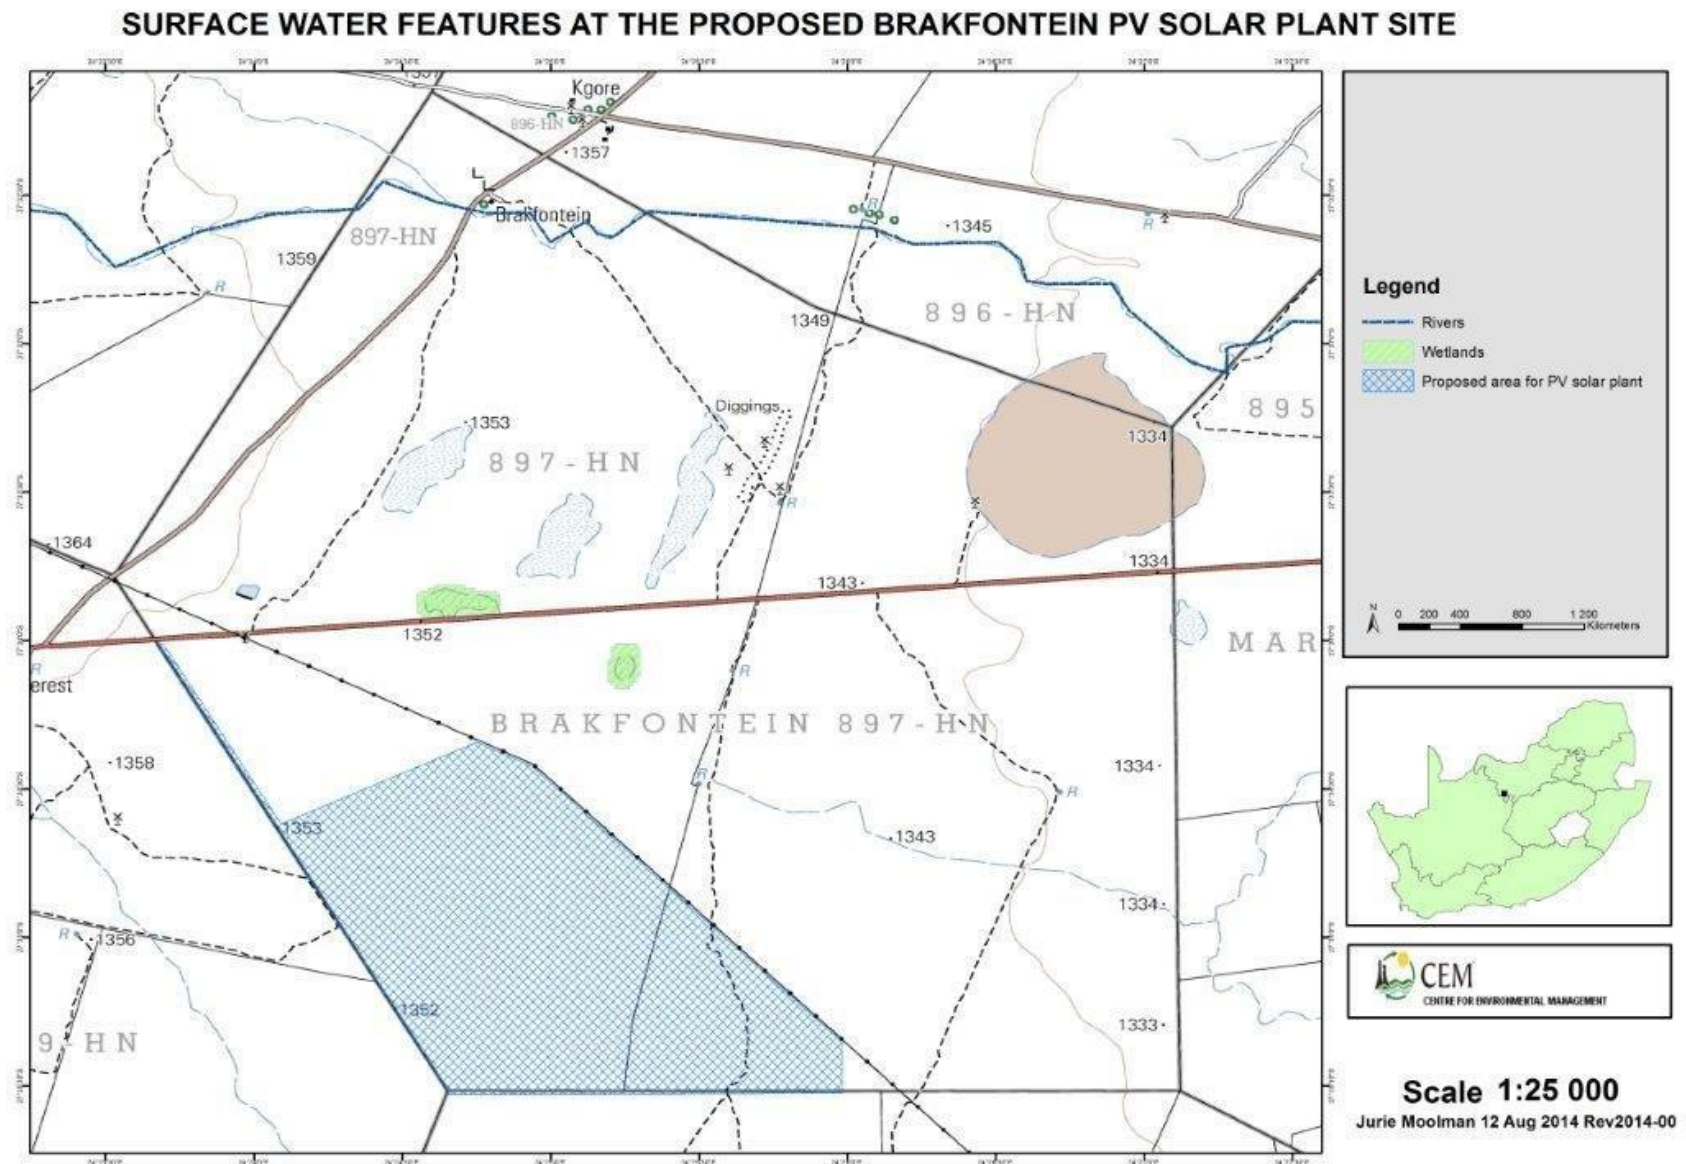 SURFACE WATER FEATURES AT THE PROPOSED BRAKFONTEIN PV SOLAR PLANT SITE
Kgore
896-HN
1357
Brakfontein
R
1345
R
897-HN
1359
R
1349
896-HN
Diggings
1353
897-HN
895
1334
R
1364
1343
1334
1352
R
erest
MAR
R
BRAKFONTEIN 897-HN
1358
R
1334
R
1353
1343
1334
R
1356
1352
1333
9-HN
Legend
Rivers
Wetlands
Proposed area for PV solar plant
N
0 200 400 800 1 200
Kilometers
CEM
CENTRE FOR ENVIRONMENTAL MANAGEMENT
Scale 1:25 000
Jurie Moolman 12 Aug 2014 Rev2014-00